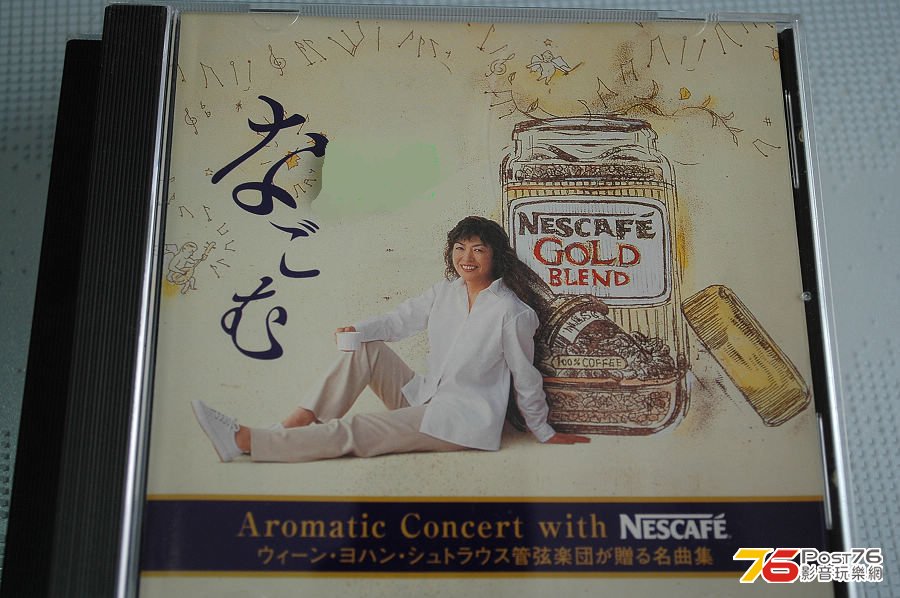 なごむ
NESCAFÉ
GOLD
BLEND
100% COFFEE
Aromatic Concert with NESCAFÉ
ウィーン・ヨハン・シュトラウス管弦楽団が贈る名曲集
76 POST76
影音玩樂網